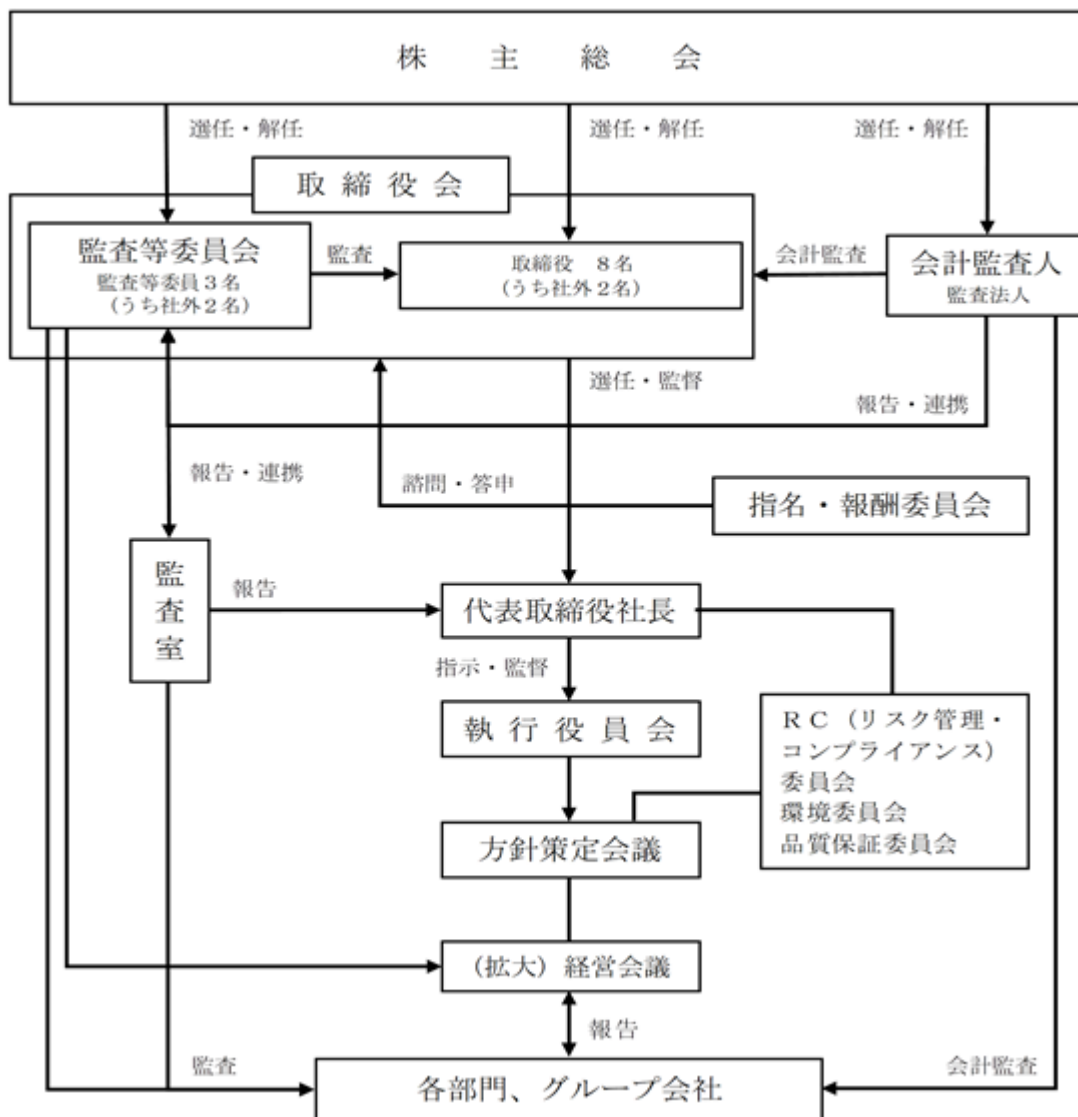 株主総会
選任・解任
選任・解任
選任・解任
取締役会
監査等委員会
監査等委員3名
(うち社外2名)
監査
取締役 8名
(うち社外2名)
会計監査
会計監査人
監査法人
選任・監督
報告・連携
報告・連携
諮問・答申
指名・報酬委員会
監査室
報告
代表取締役社長
指示・監督
執行役員会
RC(リスク管理・
コンプライアンス)
委員会
環境委員会
品質保証委員会
方針策定会議
(拡大)経営会議
報告
監査
会計監査
各部門、グループ会社